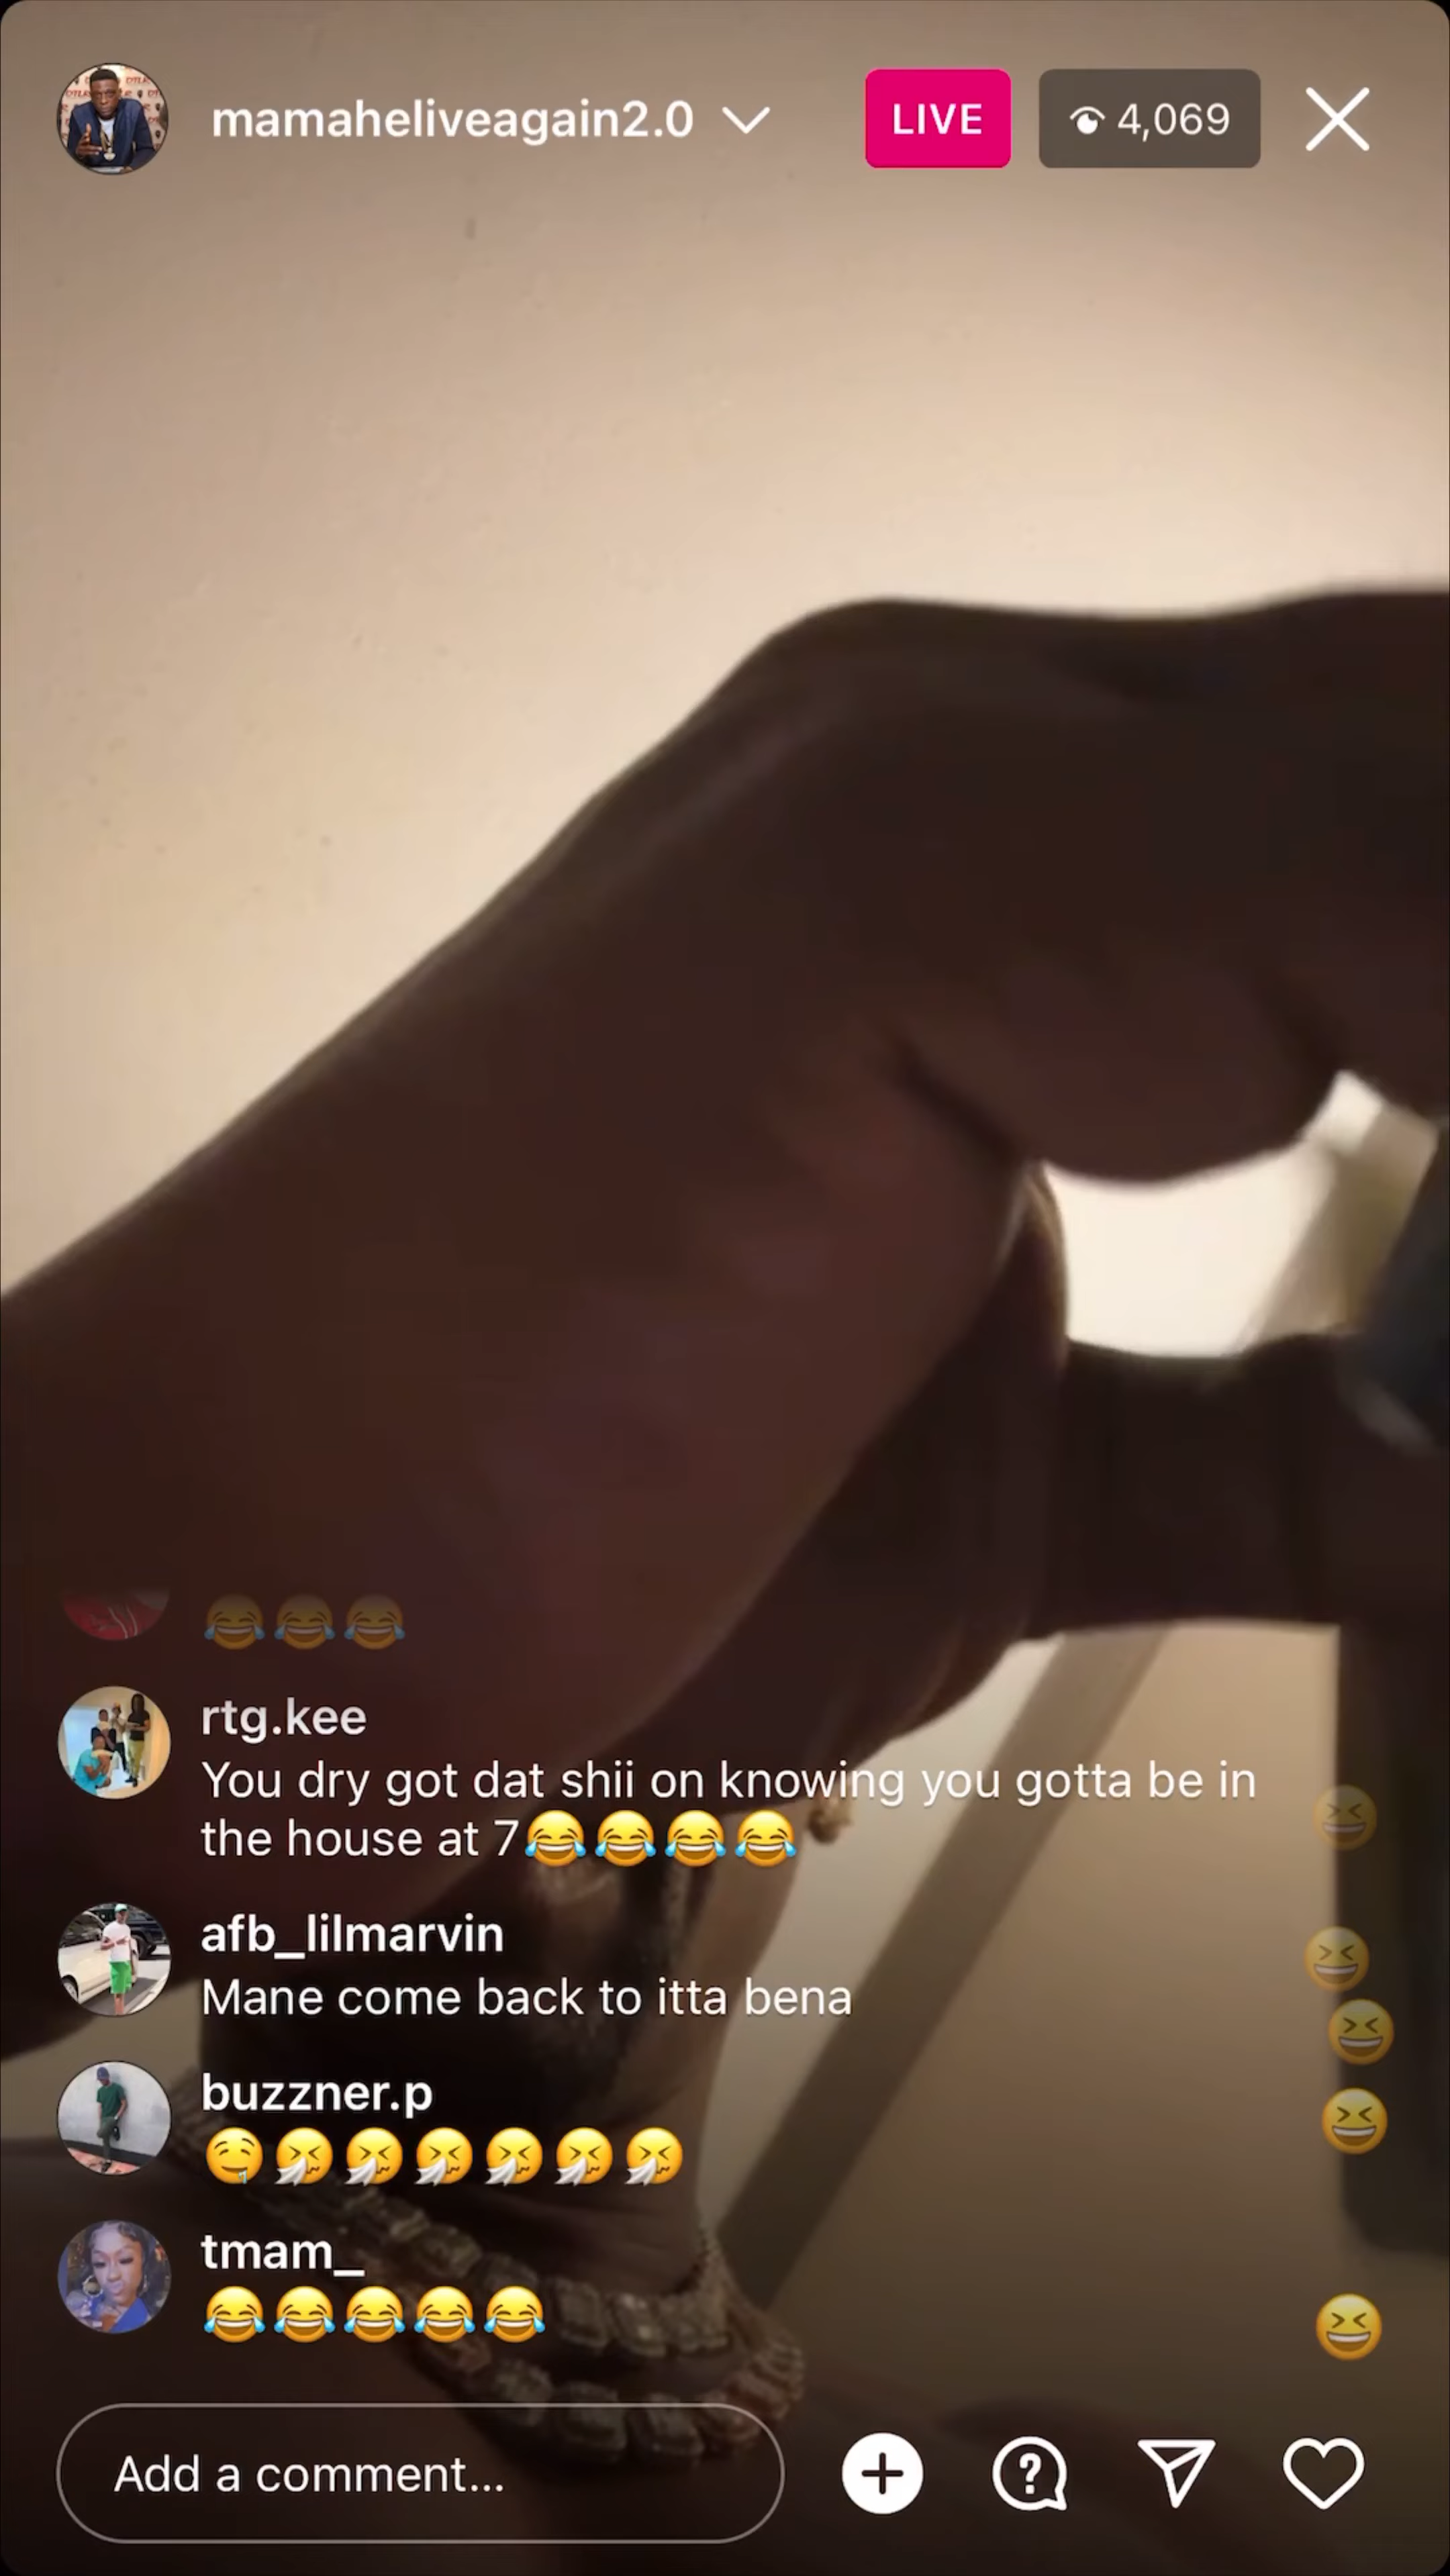 mamaheliveagain2.0
LIVE
4,069
😂😂😂
rtg.kee
You dry got dat shii on knowing you gotta be in
the house at 7😂😂😂😂
afb_lilmarvin
Mane come back to itta bena
buzzner.p
🤤🤧🤧🤧🤧🤧🤧
tmam_
😂😂😂😂😂
Add a comment...